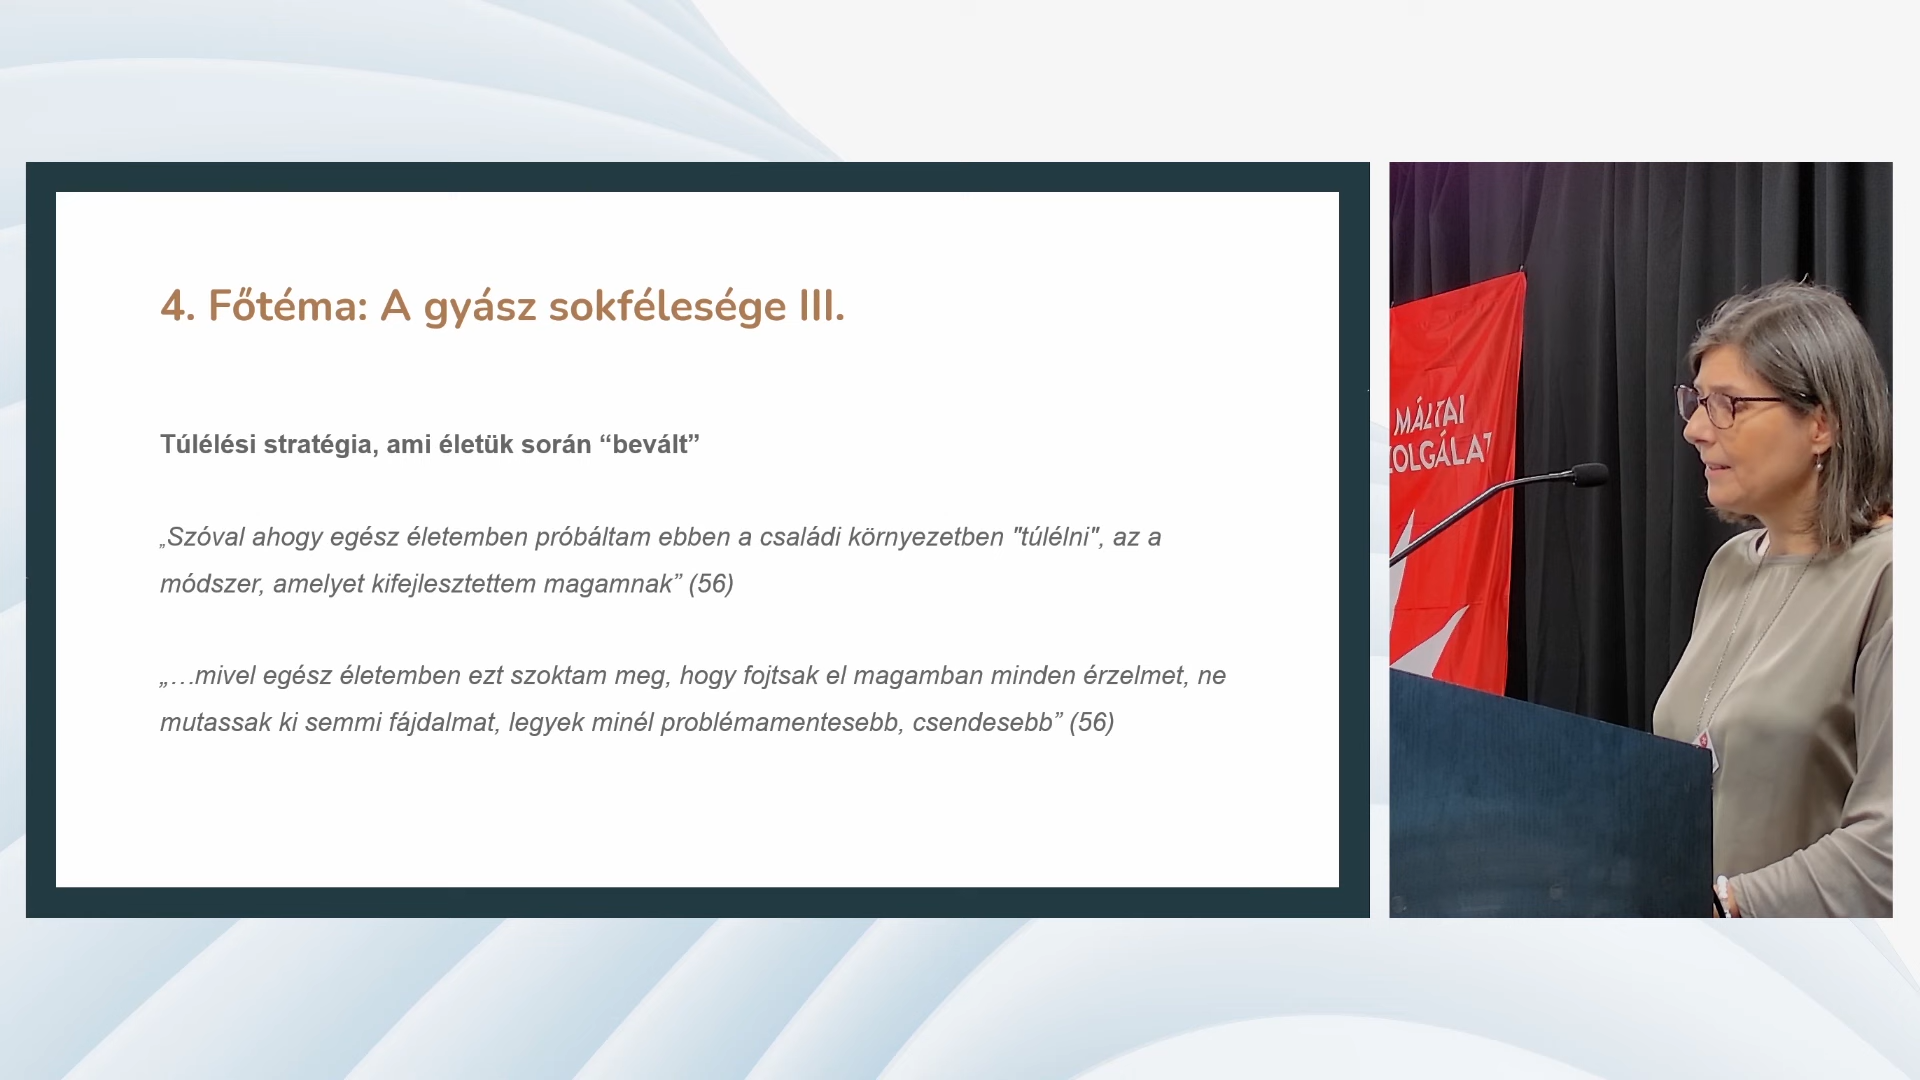 4. Főtéma: A gyász sokfélesége III.
Túlélési stratégia, ami életük során “bevált”
„Szóval ahogy egész életemben próbáltam ebben a családi környezetben "túlélni", az a
módszer, amelyet kifejlesztettem magamnak” (56)
„…mivel egész életemben ezt szoktam meg, hogy fojtsak el magamban minden érzelmet, ne
mutassak ki semmi fájdalmat, legyek minél problémamentesebb, csendesebb” (56)
MÁLTAI
ZOLGÁLAT